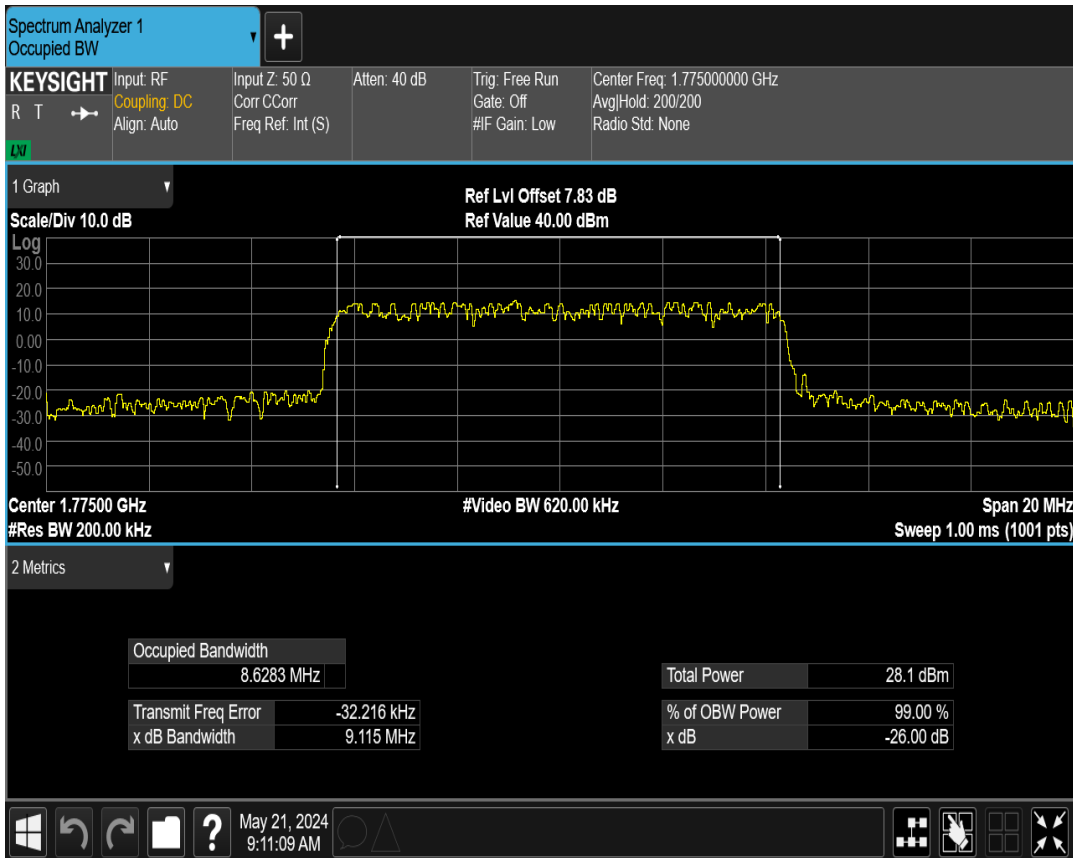 Spectrum Analyzer 1
Occupied BW
+
KEYSIGHT
R T
LXI
Input: RF
Coupling: DC
Align: Auto
Input Z: 50 Ω
Corr CCorr
Freq Ref: Int (S)
Atten: 40 dB
Trig: Free Run
Gate: Off
#IF Gain: Low
Center Freq: 1.775000000 GHz
Avg|Hold: 200/200
Radio Std: None
1 Graph
Scale/Div 10.0 dB
Ref Lvl Offset 7.83 dB
Ref Value 40.00 dBm
Log
30.0
20.0
10.0
0.00
-10.0
-20.0
-30.0
-40.0
-50.0
Center 1.77500 GHz
#Video BW 620.00 kHz
Span 20 MHz
#Res BW 200.00 kHz
Sweep 1.00 ms (1001 pts)
2 Metrics
Occupied Bandwidth
8.6283 MHz
Total Power 28.1 dBm
Transmit Freq Error -32.216 kHz
% of OBW Power 99.00 %
x dB Bandwidth 9.115 MHz
x dB -26.00 dB
?
May 21, 2024
9:11:09 AM